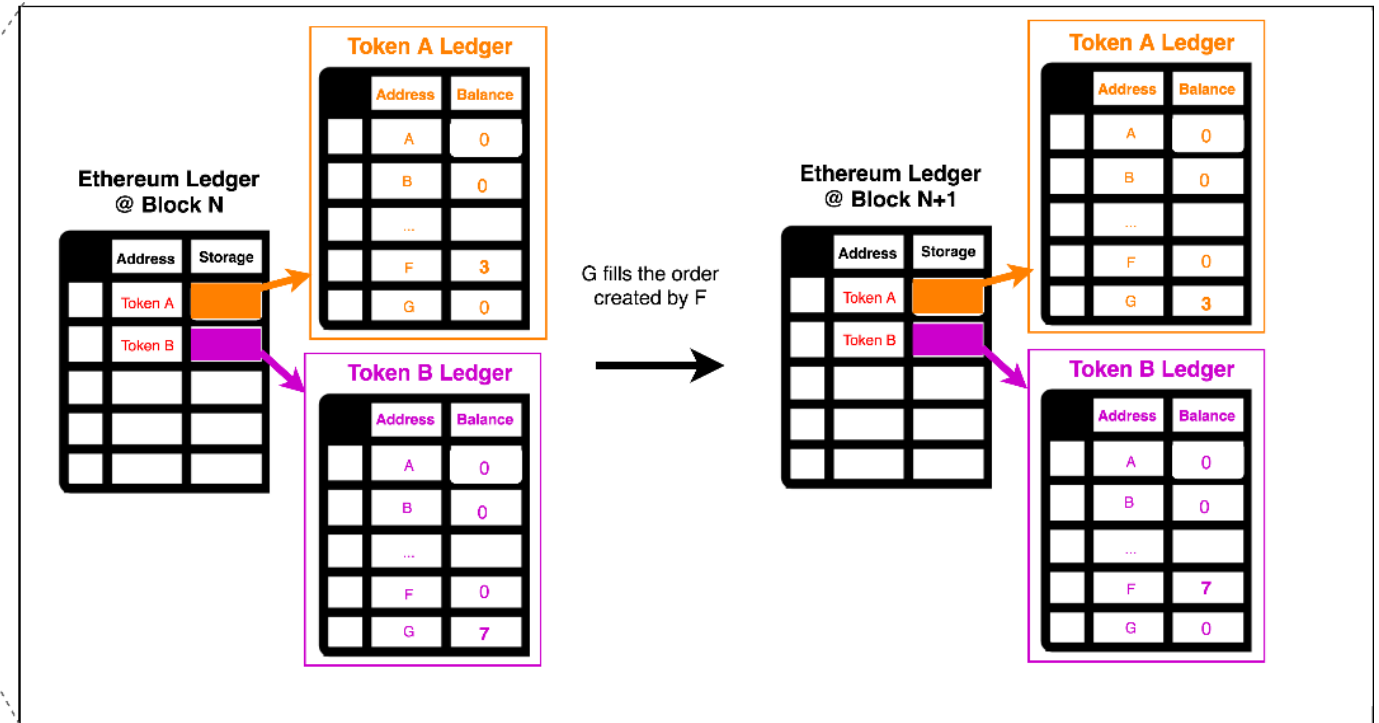 Token A Ledger
Address Balance
A 0
B 0
...
F 3
G 0
Ethereum Ledger
@ Block N
Address Storage
Token A
Token B
Token B Ledger
Address Balance
A 0
B 0
...
F 0
G 7
G fills the order
created by F
Token A Ledger
Address Balance
A 0
B 0
...
F 0
G 3
Ethereum Ledger
@ Block N+1
Address Storage
Token A
Token B
Token B Ledger
Address Balance
A 0
B 0
...
F 7
G 0